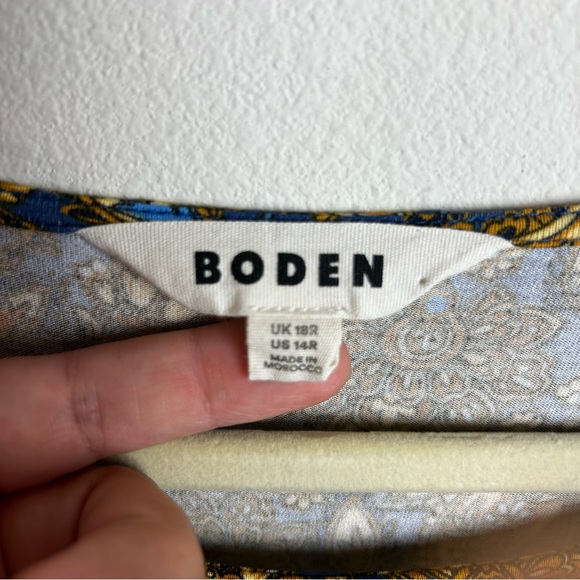 BODEN
UK 18R
US 14R
MADE IN
MOROCCO